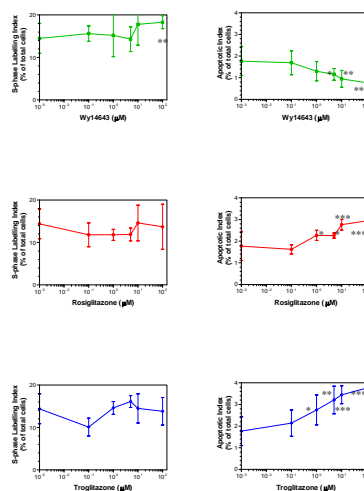 S-phase Labelling Index
(% of total cells)
20
10
0
**
10⁻³ 10⁻² 10⁻¹ 10⁰ 10¹ 10²
Wy14643 (µM)
Apoptotic Index
(% of total cells)
4
3
2
1
0
* ** **
10⁻³ 10⁻² 10⁻¹ 10⁰ 10¹
Wy14643 (µM)
S-phase Labelling Index
(% of total cells)
20
10
0
10⁻³ 10⁻² 10⁻¹ 10⁰ 10¹ 10²
Rosiglitazone (µM)
Apoptotic Index
(% of total cells)
4
3
2
1
0
* * *** ***
10⁻³ 10⁻² 10⁻¹ 10⁰ 10¹
Rosiglitazone (µM)
S-phase Labelling Index
(% of total cells)
20
10
0
10⁻³ 10⁻² 10⁻¹ 10⁰ 10¹ 10²
Troglitazone (µM)
Apoptotic Index
(% of total cells)
4
3
2
1
0
* ** *** ***
10⁻³ 10⁻² 10⁻¹ 10⁰ 10¹
Troglitazone (µM)